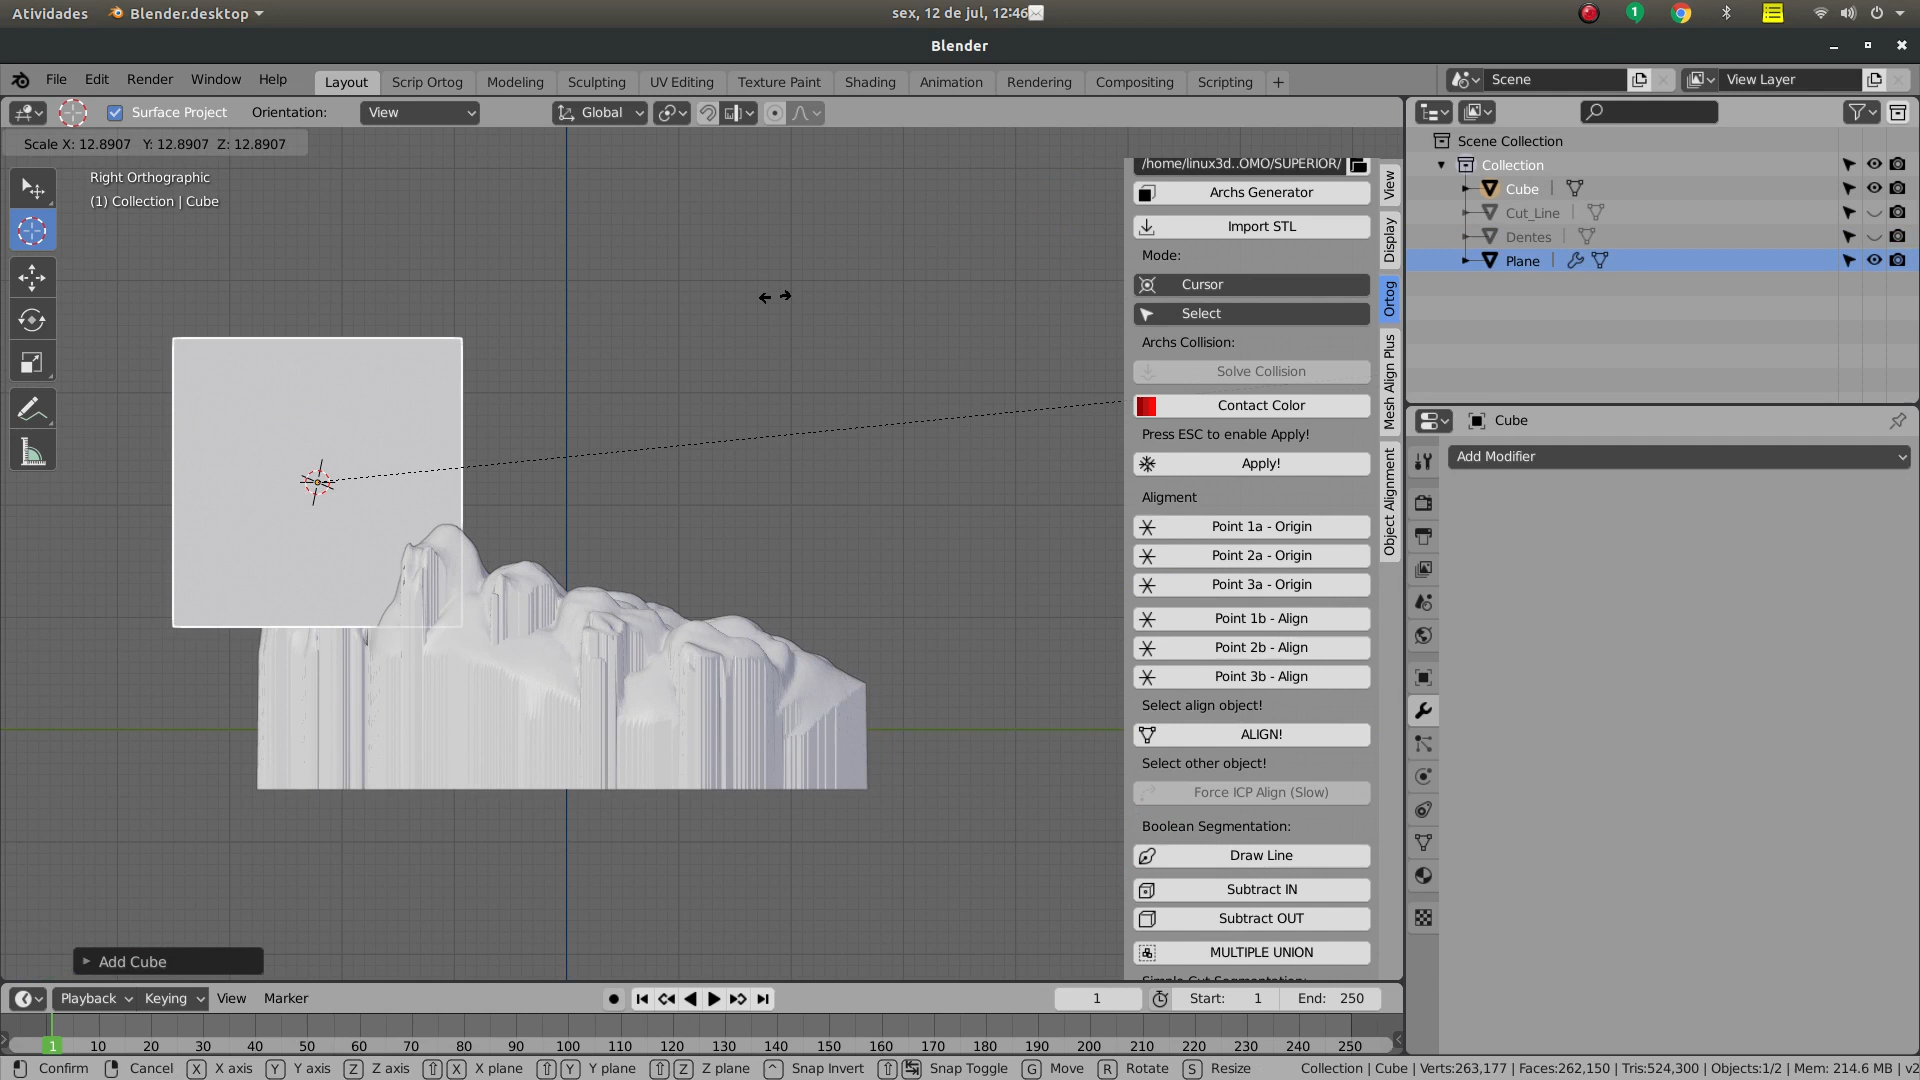 Atividades Blender.desktop sex, 12 de jul, 12:46 1
Blender
File Edit Render Window Help Layout Scrip Ortog Modeling Sculpting UV Editing Texture Paint Shading Animation Rendering Compositing Scripting + Scene View Layer
Surface Project Orientation: View Global
Scale X: 12.8907 Y: 12.8907 Z: 12.8907
Right Orthographic
(1) Collection | Cube
/home/linux3d..OMO/SUPERIOR/
Archs Generator
Import STL
Mode:
Cursor
Select
Archs Collision:
Solve Collision
Contact Color
Press ESC to enable Apply!
Apply!
Aligment
Point 1a - Origin
Point 2a - Origin
Point 3a - Origin
Point 1b - Align
Point 2b - Align
Point 3b - Align
Select align object!
ALIGN!
Select other object!
Force ICP Align (Slow)
Boolean Segmentation:
Draw Line
Subtract IN
Subtract OUT
MULTIPLE UNION
Simple Cut Segmentation:
View
Display
Ortog
Mesh Align Plus
Object Alignment
Scene Collection
Collection
Cube
Cut_Line
Dentes
Plane
Cube
Add Modifier
Add Cube
Playback Keying View Marker 1 Start: 1 End: 250
1 10 20 30 40 50 60 70 80 90 100 110 120 130 140 150 160 170 180 190 200 210 220 230 240 250
Confirm Cancel X X axis Y Y axis Z Z axis X X plane Y Y plane Z Z plane Snap Invert Snap Toggle G Move R Rotate S Resize Collection | Cube | Verts:263,177 | Faces:262,150 | Tris:524,300 | Objects:1/2 | Mem: 214.6 MB | v2